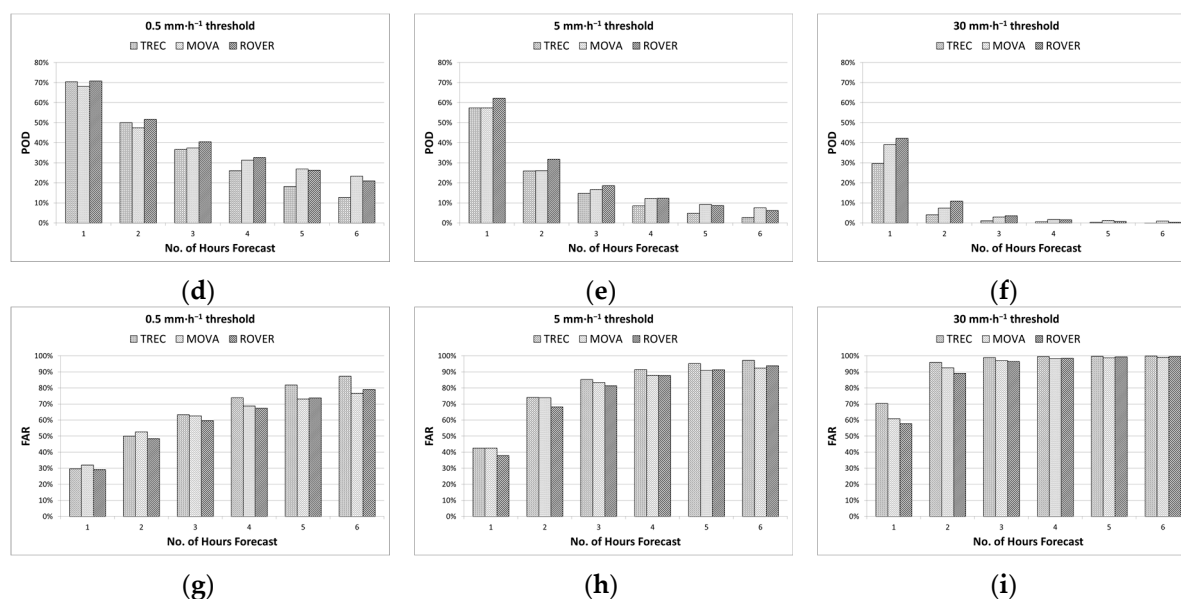 0.5 mm·h⁻¹ threshold
TREC MOVA ROVER
80%
70%
60%
50%
40%
30%
20%
10%
0%
POD
1 2 3 4 5 6
No. of Hours Forecast
(d)
5 mm·h⁻¹ threshold
TREC MOVA ROVER
80%
70%
60%
50%
40%
30%
20%
10%
0%
POD
1 2 3 4 5 6
No. of Hours Forecast
(e)
30 mm·h⁻¹ threshold
TREC MOVA ROVER
80%
70%
60%
50%
40%
30%
20%
10%
0%
POD
1 2 3 4 5 6
No. of Hours Forecast
(f)
0.5 mm·h⁻¹ threshold
TREC MOVA ROVER
100%
90%
80%
70%
60%
50%
40%
30%
20%
10%
0%
FAR
1 2 3 4 5 6
No. of Hours Forecast
(g)
5 mm·h⁻¹ threshold
TREC MOVA ROVER
100%
90%
80%
70%
60%
50%
40%
30%
20%
10%
0%
FAR
1 2 3 4 5 6
No. of Hours Forecast
(h)
30 mm·h⁻¹ threshold
TREC MOVA ROVER
100%
90%
80%
70%
60%
50%
40%
30%
20%
10%
0%
FAR
1 2 3 4 5 6
No. of Hours Forecast
(i)